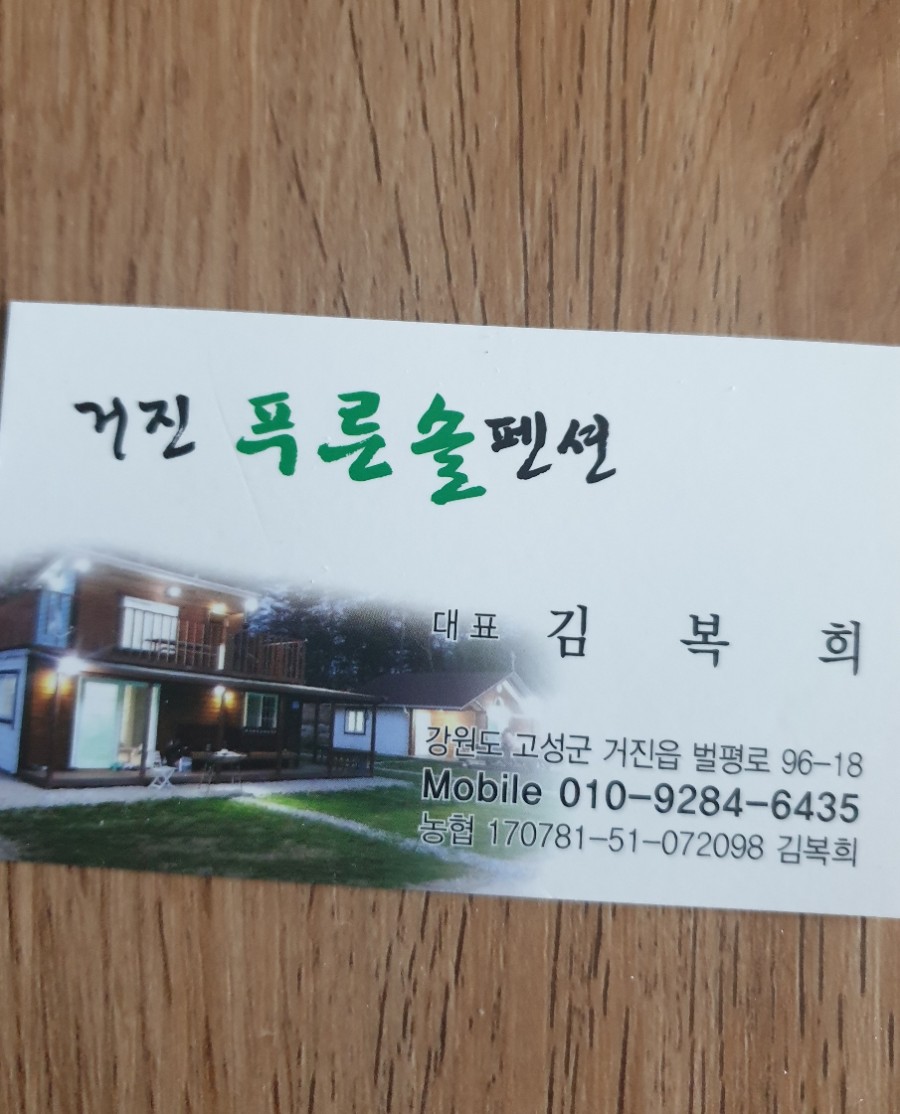 거진 푸른솔펜션
대표 김복희
강원도 고성군 거진읍 벌평로 96-18
Mobile 010-9284-6435
농협 170781-51-072098 김복희